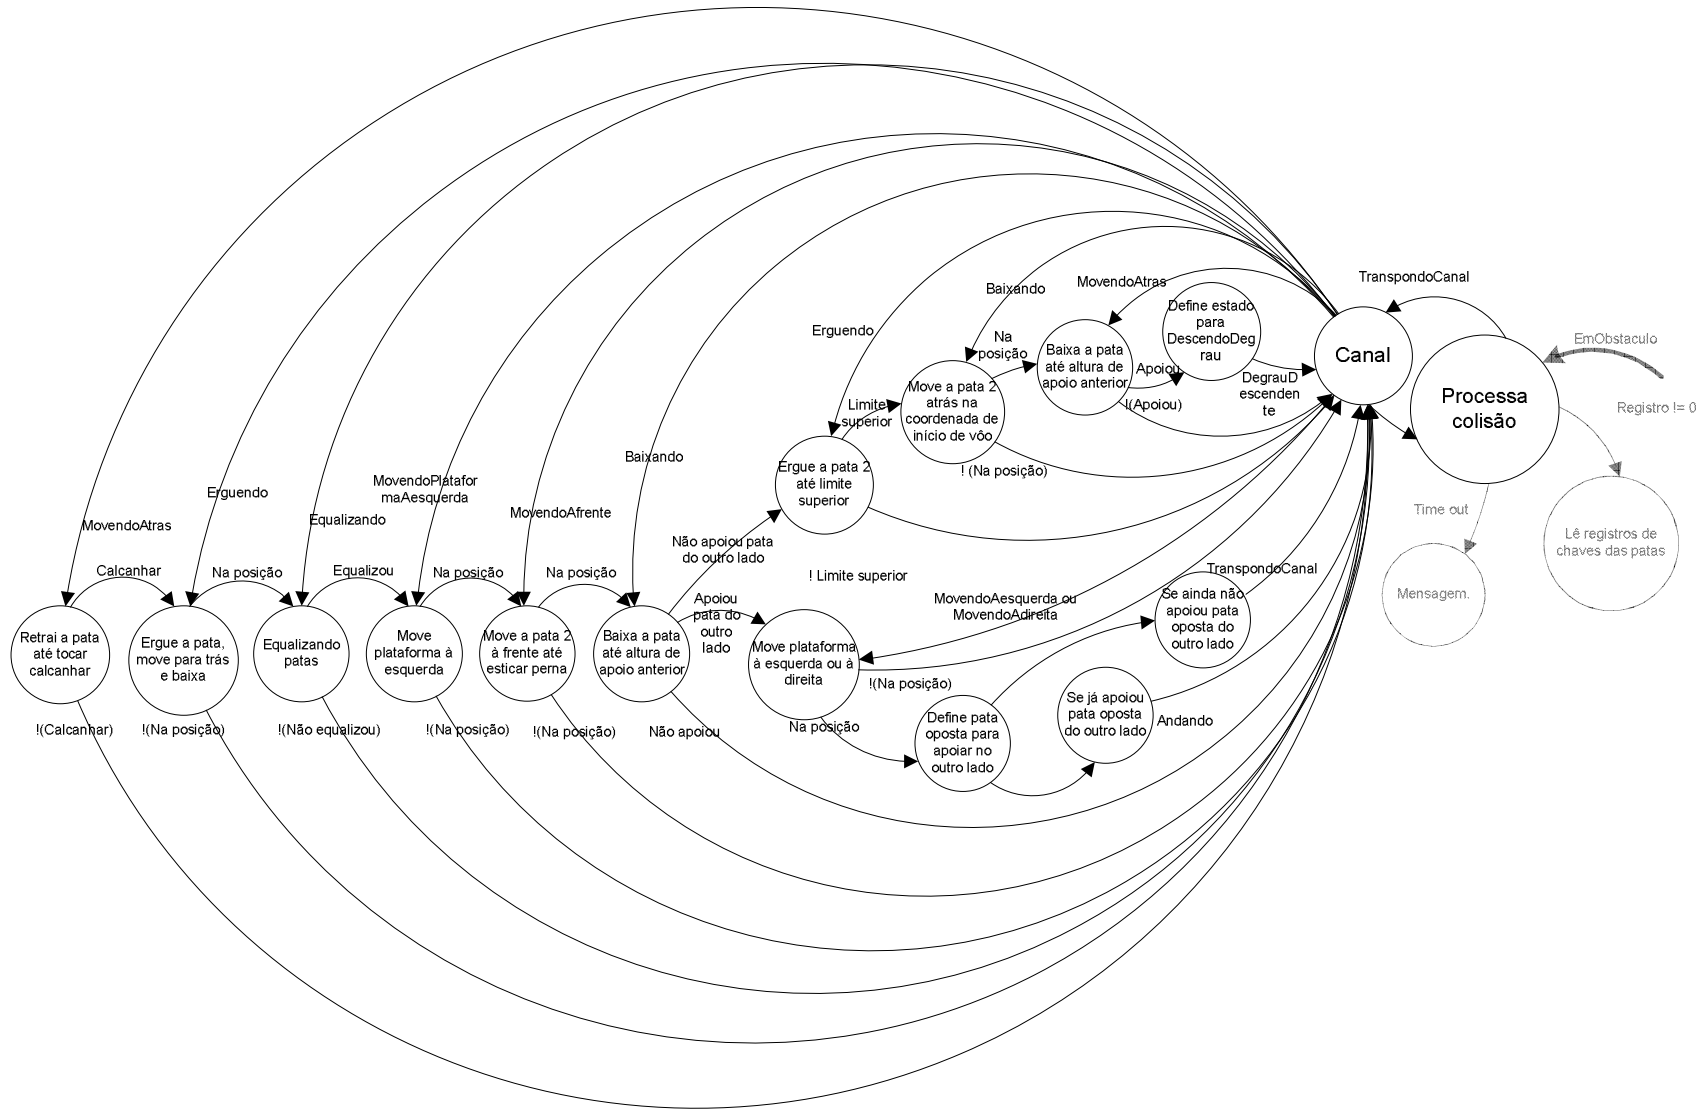 TranspondoCanal
MovendoAtras
Baixando
Define estado
para
DescendoDeg
rau
Erguendo
Na
posição
Canal
EmObstaculo
Baixa a pata
até altura de
apoio anterior
Apoiou
DegrauD
escenden
te
Processa
colisão
Registro != 0
Move a pata 2
atrás na
coordenada de
início de vôo
!(Apoiou)
Limite
superior
Baixando
Ergue a pata 2
até limite
superior
! (Na posição)
MovendoPlatafor
maAesquerda
Erguendo
Equalizando
MovendoAfrente
MovendoAtras
Time out
Lê registros de
chaves das patas
Não apoiou pata
do outro lado
! Limite superior
TranspondoCanal
Calcanhar
Na posição
Equalizou
Na posição
Na posição
Apoiou
pata do
outro
lado
MovendoAesquerda ou
MovendoAdireita
Se ainda não
apoiou pata
oposta do
outro lado
Mensagem.
Retrai a pata
até tocar
calcanhar
Ergue a pata,
move para trás
e baixa
Equalizando
patas
Move
plataforma à
esquerda
Move a pata 2
à frente até
esticar perna
Baixa a pata
até altura de
apoio anterior
Move plataforma
à esquerda ou à
direita
!(Na posição)
Se já apoiou
pata oposta
do outro lado
Andando
Define pata
oposta para
apoiar no
outro lado
!(Calcanhar)
!(Na posição)
!(Não equalizou)
!(Na posição)
!(Na posição)
Não apoiou
Na posição